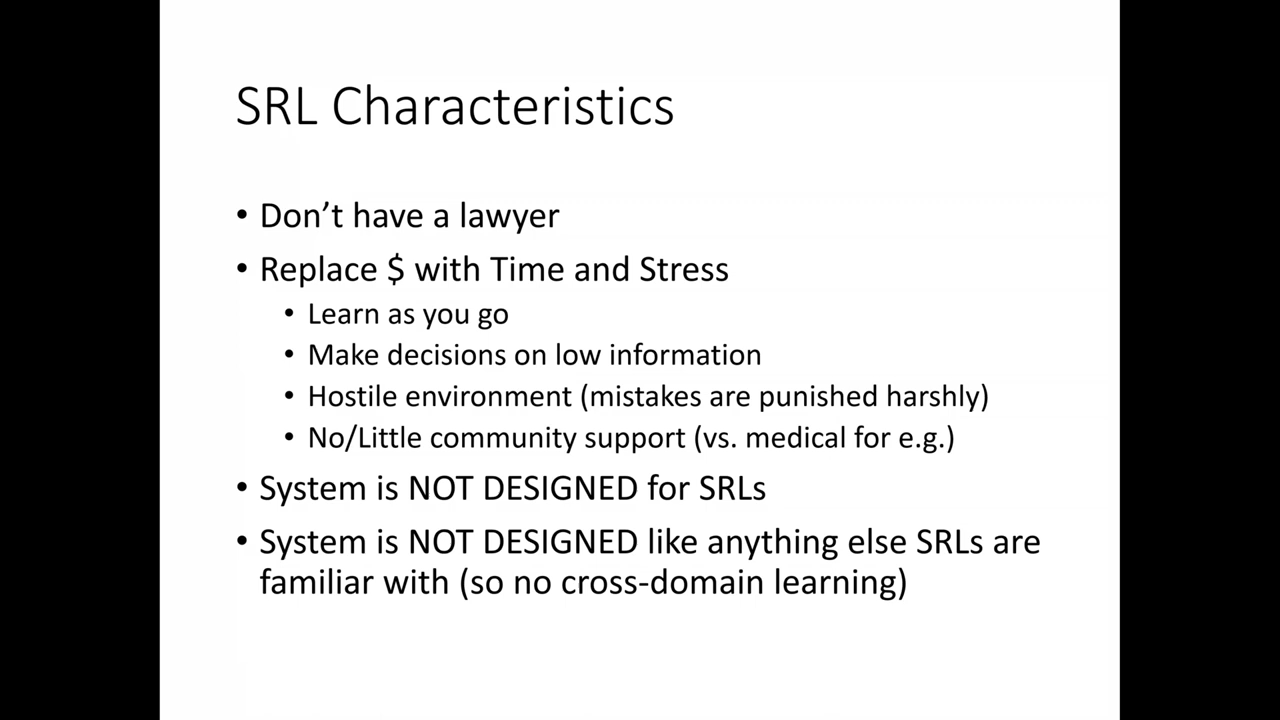 SRL Characteristics
• Don’t have a lawyer
• Replace $ with Time and Stress
• Learn as you go
• Make decisions on low information
• Hostile environment (mistakes are punished harshly)
• No/Little community support (vs. medical for e.g.)
• System is NOT DESIGNED for SRLs
• System is NOT DESIGNED like anything else SRLs are
familiar with (so no cross-domain learning)